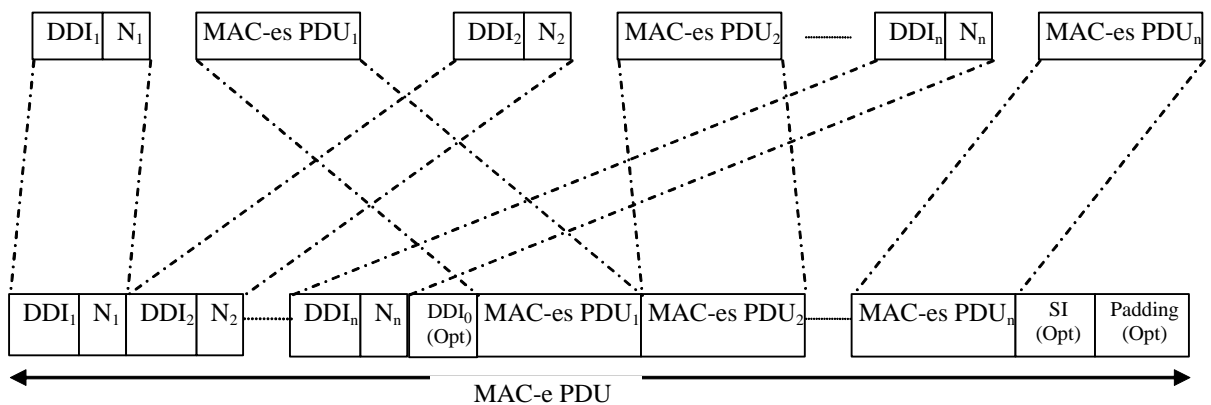 DDI₁ N₁ MAC-es PDU₁ DDI₂ N₂ MAC-es PDU₂ DDIₙ Nₙ MAC-es PDUₙ
DDI₁ N₁ DDI₂ N₂ DDIₙ Nₙ DDI₀ (Opt) MAC-es PDU₁ MAC-es PDU₂ MAC-es PDUₙ SI (Opt) Padding (Opt)
MAC-e PDU